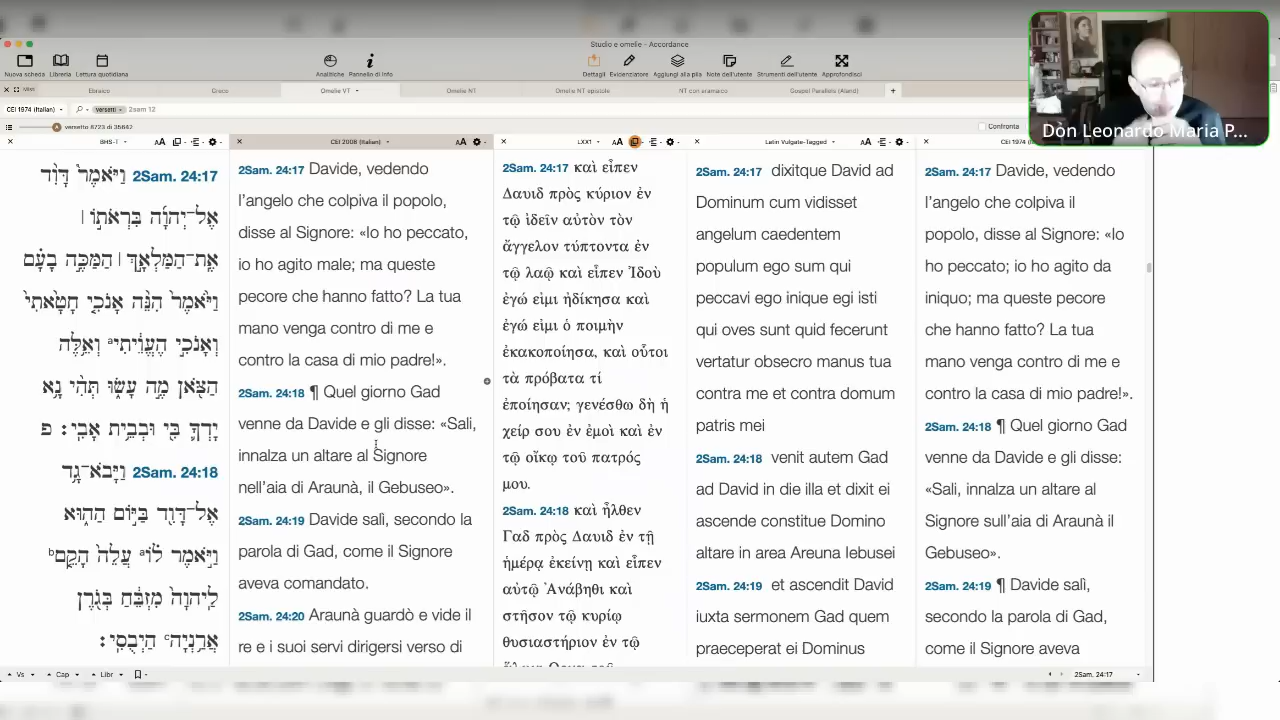 Studio e omelie - Accordance
Nuova scheda
Libreria
Lettura quotidiana
Analitiche
Pannello di Info
Dettagli
Evidenziatore
Aggiungi alla pila
Note dell'utente
Strumenti dell'utente
Approfondisci
Ebraico
Greco
Omelie VT
Omelie NT
Omelie NT epistole
NT con aramaico
Gospel Parallels (Aland)
CEI 1974 (Italian)
versetti
2sam 12
versetto 8723 di 35642
Confronta
Don Leonardo Maria P...
BHS-T
2Sam. 24:17 וַיֹּאמֶר֩ דָּוִ֨ד
אֶל־יְהוָ֜ה בִּרְאֹת֣וֹ ׀
אֶֽת־הַמַּלְאָ֣ךְ ׀ הַמַּכֶּ֣ה בָעָ֗ם
וַיֹּ֙אמֶר֙ הִנֵּ֨ה אָנֹכִ֤י חָטָ֙אתִי֙
וְאָנֹכִ֣י הֶעֱוֵ֔יתִיa וְאֵ֥לֶּה
הַצֹּ֖אן מֶ֣ה עָשׂ֑וּ תְּהִ֨י נָ֥א
יָדְךָ֛ בִּ֖י וּבְבֵ֥ית אָבִֽי׃ פ
2Sam. 24:18 וַיָּבֹא־גָ֥ד
אֶל־דָּוִ֖ד בַּיּ֣וֹם הַה֑וּא
וַיֹּ֣אמֶר ל֗וֹa עֲלֵה֙ הָקֵ֤םb
לַֽיהוָה֙ מִזְבֵּ֔חַ בְּגֹ֖רֶן
אֲרַ֥נְיָהc הַיְבֻסִֽי׃
CEI 2008 (Italian)
2Sam. 24:17 Davide, vedendo
l'angelo che colpiva il popolo,
disse al Signore: «Io ho peccato,
io ho agito male; ma queste
pecore che hanno fatto? La tua
mano venga contro di me e
contro la casa di mio padre!».
2Sam. 24:18 ¶ Quel giorno Gad
venne da Davide e gli disse: «Sali,
innalza un altare al Signore
nell'aia di Araunà, il Gebuseo».
2Sam. 24:19 Davide salì, secondo la
parola di Gad, come il Signore
aveva comandato.
2Sam. 24:20 Araunà guardò e vide il
re e i suoi servi dirigersi verso di
LXX1
2Sam. 24:17 καὶ εἶπεν
Δαυιδ πρὸς κύριον ἐν
τῷ ἰδεῖν αὐτὸν τὸν
ἄγγελον τύπτοντα ἐν
τῷ λαῷ καὶ εἶπεν Ἰδοὺ
ἐγώ εἰμι ἠδίκησα καὶ
ἐγώ εἰμι ὁ ποιμὴν
ἐκακοποίησα, καὶ οὗτοι
τὰ πρόβατα τί
ἐποίησαν; γενέσθω δὴ ἡ
χείρ σου ἐν ἐμοὶ καὶ ἐν
τῷ οἴκῳ τοῦ πατρός
μου.
2Sam. 24:18 καὶ ἦλθεν
Γαδ πρὸς Δαυιδ ἐν τῇ
ἡμέρᾳ ἐκείνῃ καὶ εἶπεν
αὐτῷ Ἀνάβηθι καὶ
στῆσον τῷ κυρίῳ
θυσιαστήριον ἐν τῷ
Latin Vulgate-Tagged
2Sam. 24:17 dixitque David ad
Dominum cum vidisset
angelum caedentem
populum ego sum qui
peccavi ego inique egi isti
qui oves sunt quid fecerunt
vertatur obsecro manus tua
contra me et contra domum
patris mei
2Sam. 24:18 venit autem Gad
ad David in die illa et dixit ei
ascende constitue Domino
altare in area Areuna Iebusei
2Sam. 24:19 et ascendit David
iuxta sermonem Gad quem
praeceperat ei Dominus
CEI 1974
2Sam. 24:17 Davide, vedendo
l'angelo che colpiva il
popolo, disse al Signore: «Io
ho peccato; io ho agito da
iniquo; ma queste pecore
che hanno fatto? La tua
mano venga contro di me e
contro la casa di mio padre!».
2Sam. 24:18 ¶ Quel giorno Gad
venne da Davide e gli disse:
«Sali, innalza un altare al
Signore sull'aia di Araunà il
Gebuseo».
2Sam. 24:19 ¶ Davide salì,
secondo la parola di Gad,
come il Signore aveva
Vs
Cap
Libr
2Sam. 24:17